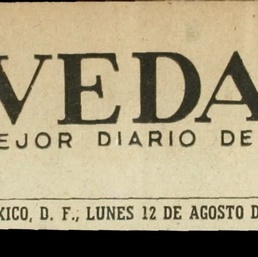 VEDA
EJOR DIARIO DE
XICO, D. F., LUNES 12 DE AGOSTO D